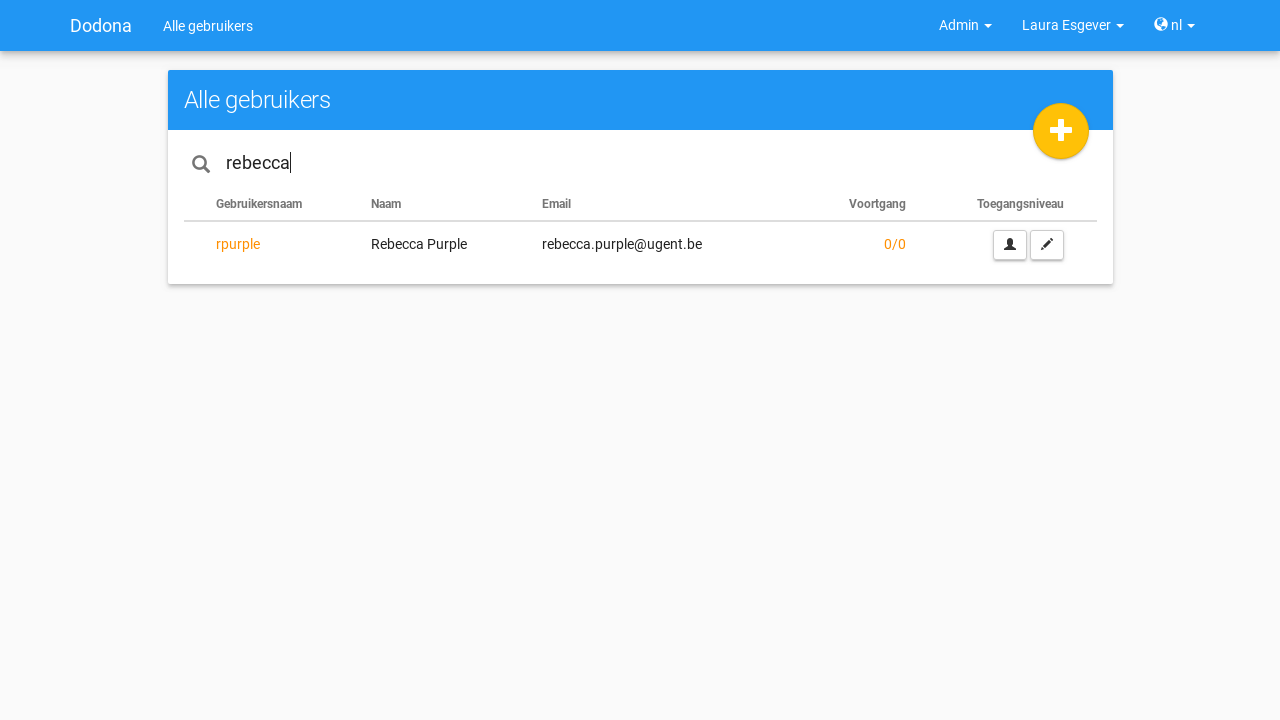 Dodona Alle gebruikers Admin Laura Esgever nl
Alle gebruikers
rebecca
Gebruikersnaam Naam Email Voortgang Toegangsniveau
rpurple Rebecca Purple rebecca.purple@ugent.be 0/0